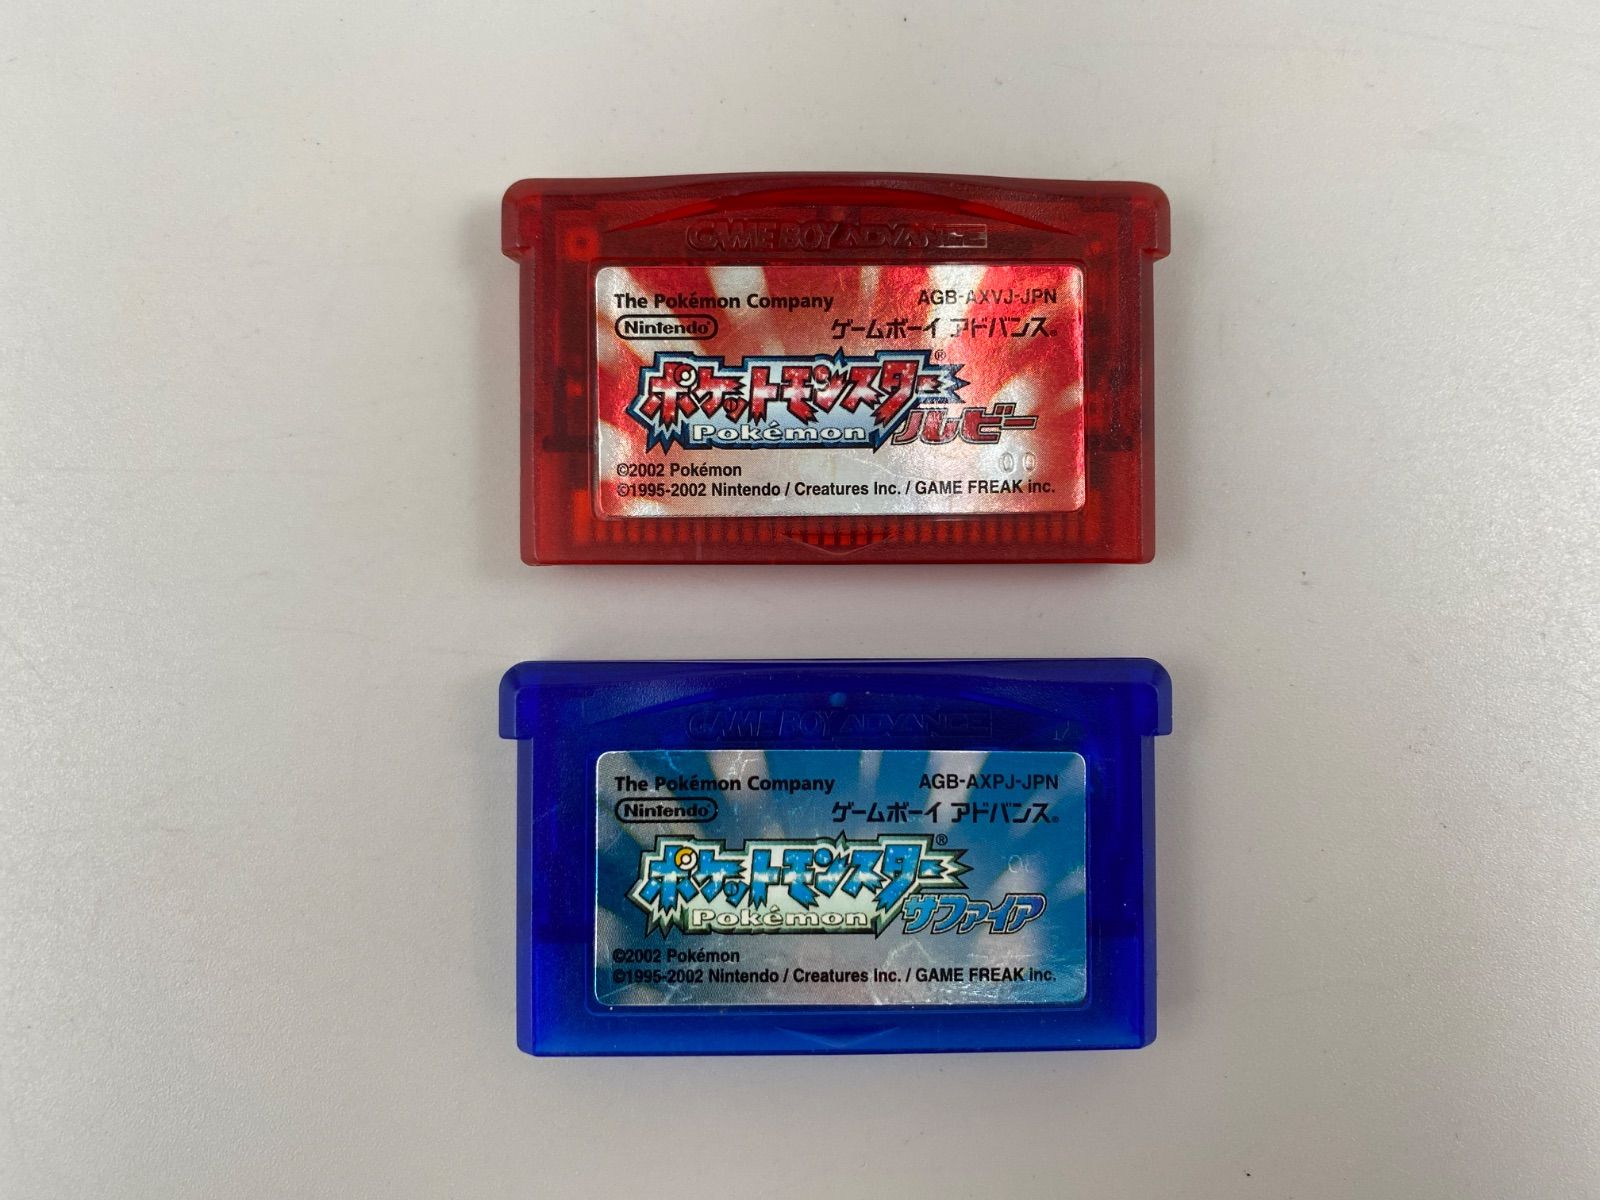 GAME BOY ADVANCE
The Pokémon Company AGB-AXVJ-JPN
Nintendo® ゲームボーイ アドバンス®
ポケットモンスター®
Pokémon ルビー
00
©2002 Pokémon
©1995-2002 Nintendo / Creatures Inc. / GAME FREAK inc.
GAME BOY ADVANCE
The Pokémon Company AGB-AXPJ-JPN
Nintendo® ゲームボーイ アドバンス®
ポケットモンスター®
Pokémon サファイア
©2002 Pokémon
©1995-2002 Nintendo / Creatures Inc. / GAME FREAK inc.